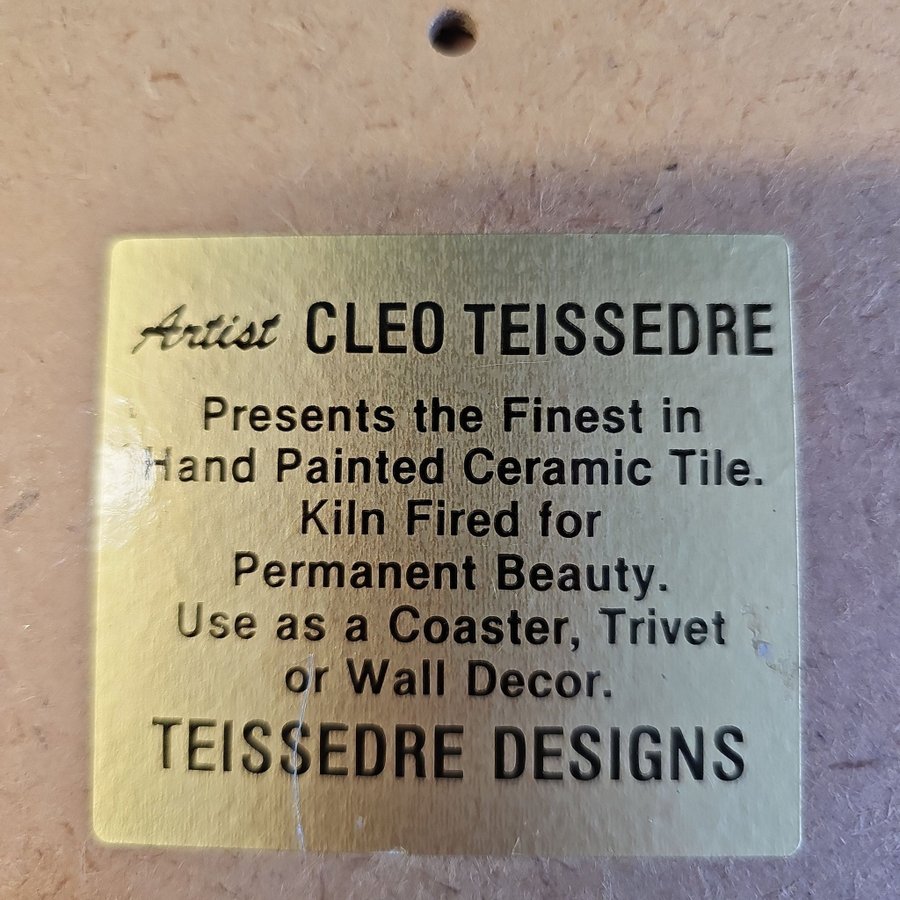 Artist CLEO TEISSEDRE
Presents the Finest in
Hand Painted Ceramic Tile.
Kiln Fired for
Permanent Beauty.
Use as a Coaster, Trivet
or Wall Decor.
TEISSEDRE DESIGNS